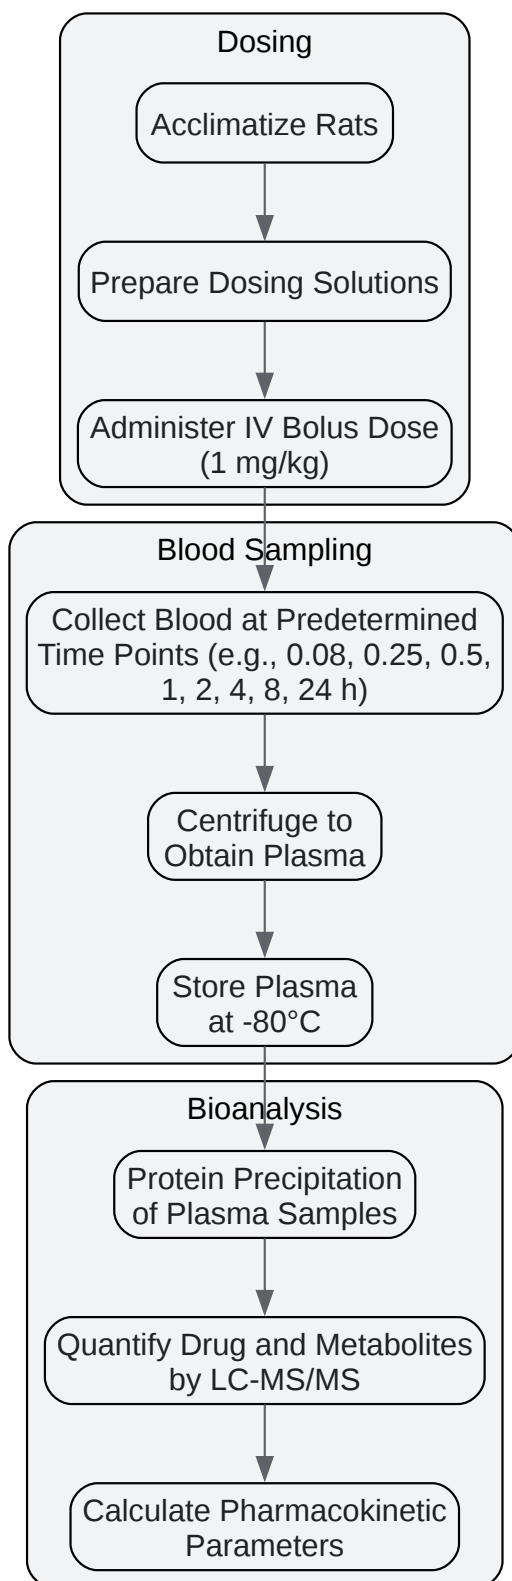 Dosing
Acclimatize Rats
Prepare Dosing Solutions
Administer IV Bolus Dose
(1 mg/kg)
Blood Sampling
Collect Blood at Predetermined
Time Points (e.g., 0.08, 0.25, 0.5,
1, 2, 4, 8, 24 h)
Centrifuge to
Obtain Plasma
Store Plasma
at -80°C
Bioanalysis
Protein Precipitation
of Plasma Samples
Quantify Drug and Metabolites
by LC-MS/MS
Calculate Pharmacokinetic
Parameters